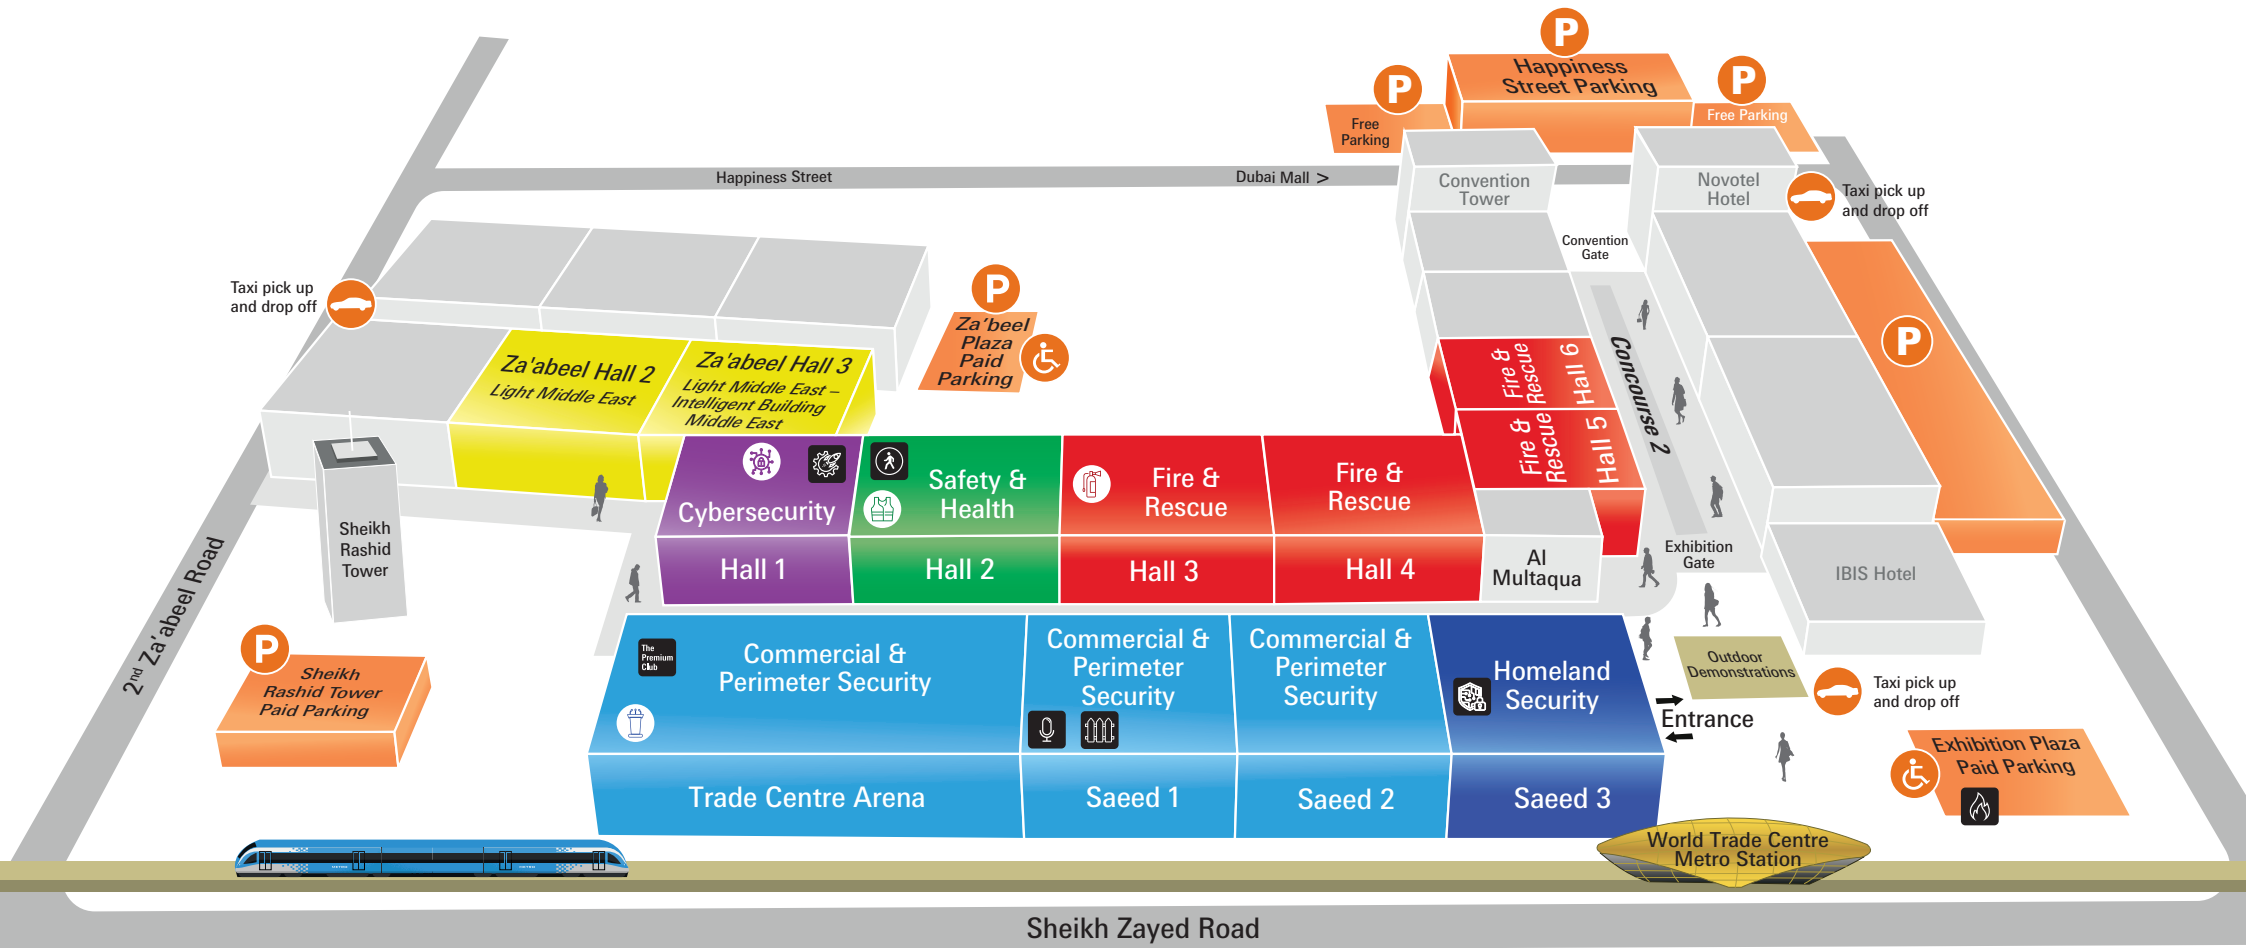 P
Happiness
Street Parking
P
Free
Parking
P
Free Parking
Happiness Street
Dubai Mall >
Convention
Tower
Novotel
Hotel
Taxi pick up
and drop off
Convention
Gate
Taxi pick up
and drop off
P
Za'beel
Plaza
Paid
Parking
P
Za'abeel Hall 2
Light Middle East
Za'abeel Hall 3
Light Middle East –
Intelligent Building
Middle East
Fire &
Rescue
Hall 6
Fire &
Rescue
Hall 5
Concourse 2
Cybersecurity
Hall 1
Safety &
Health
Hall 2
Fire &
Rescue
Hall 3
Fire &
Rescue
Hall 4
Al
Multaqua
Exhibition
Gate
IBIS Hotel
Sheikh
Rashid
Tower
2nd Za'abeel Road
P
Sheikh
Rashid Tower
Paid Parking
The
Premium
Club
Commercial &
Perimeter Security
Trade Centre Arena
Commercial &
Perimeter
Security
Saeed 1
Commercial &
Perimeter
Security
Saeed 2
Homeland
Security
Saeed 3
Outdoor
Demonstrations
Entrance
Taxi pick up
and drop off
Exhibition Plaza
Paid Parking
World Trade Centre
Metro Station
Sheikh Zayed Road